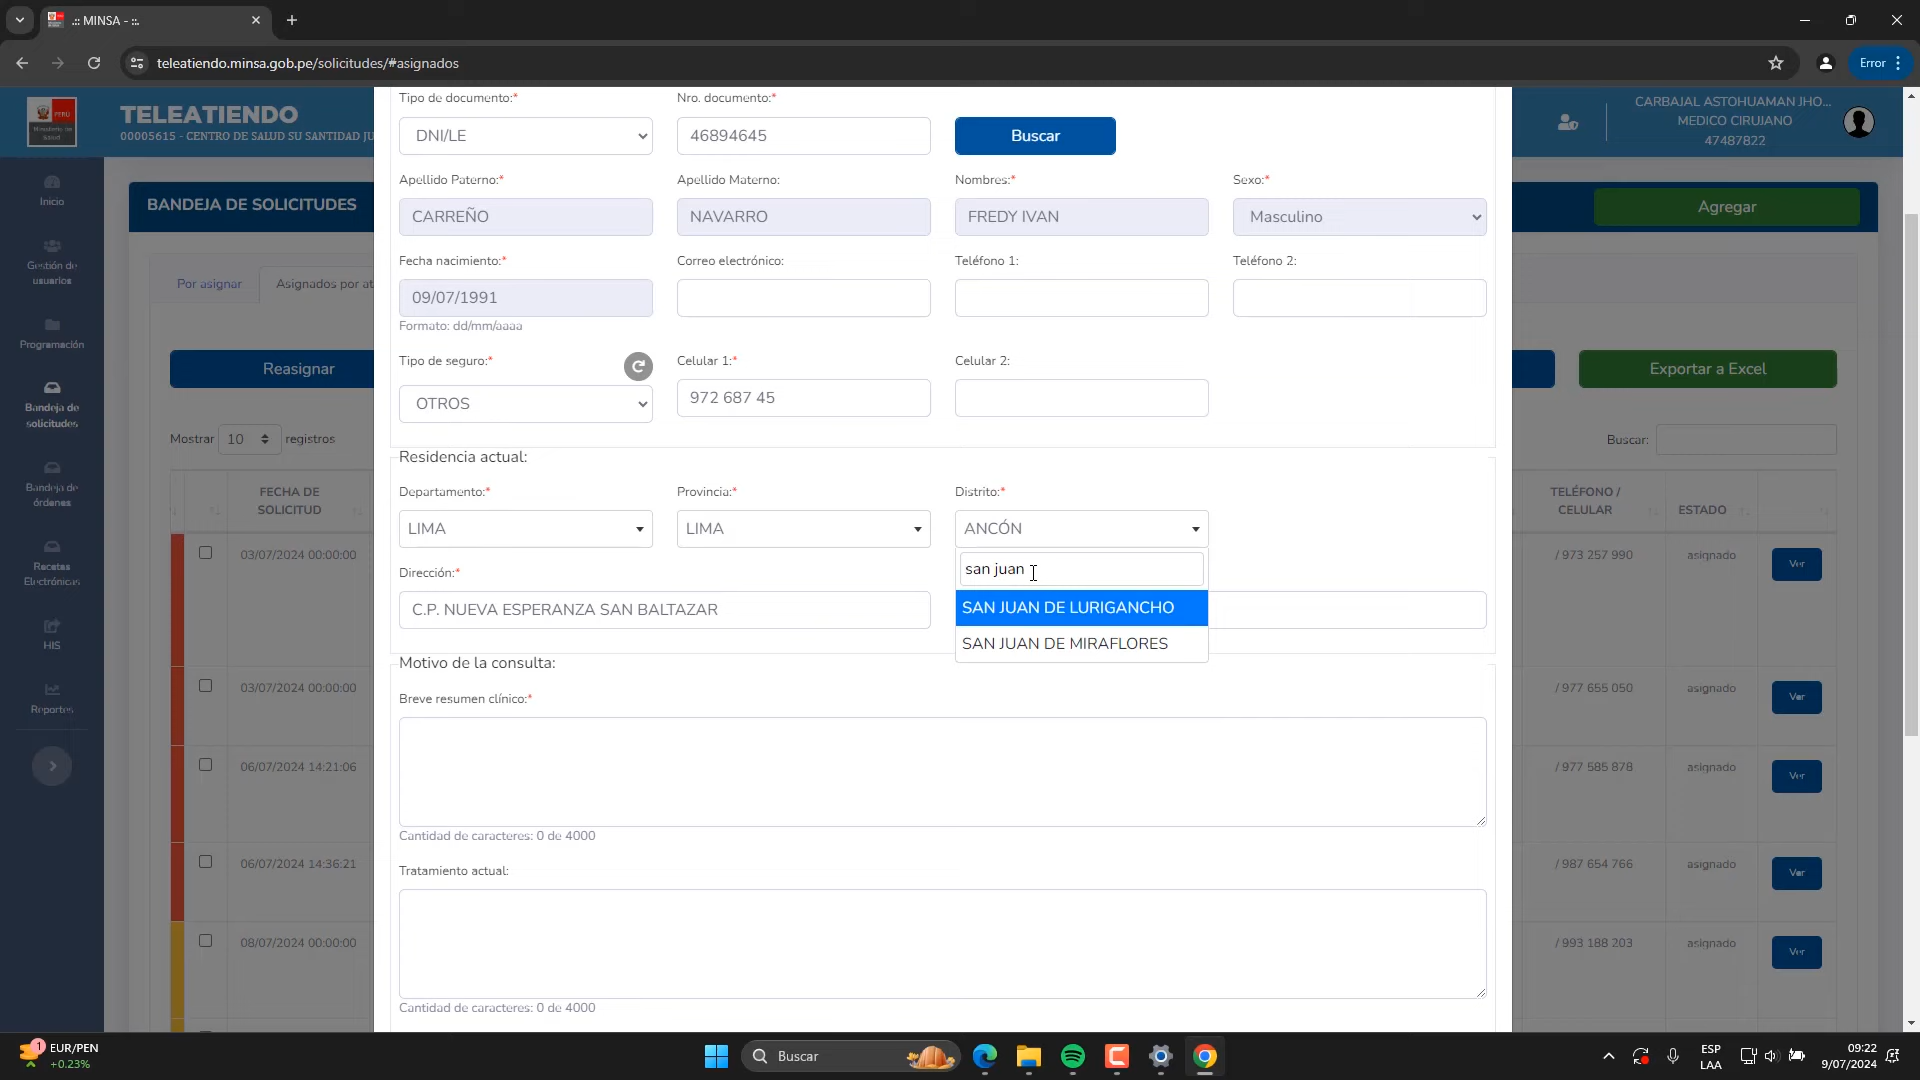 .:: MINSA - ::.
teleatiendo.minsa.gob.pe/solicitudes/#asignados
Error
PERÚ
Ministerio de Salud
TELEATIENDO
00005615 - CENTRO DE SALUD SU SANTIDAD JU
CARBAJAL ASTOHUAMAN JHO...
MEDICO CIRUJANO
47487822
Inicio
Gestión de usuarios
Programación
Bandeja de solicitudes
Bandeja de órdenes
Recetas Electrónicas
HIS
Reportes
BANDEJA DE SOLICITUDES
Agregar
Por asignar
Asignados por at
Reasignar
Exportar a Excel
Mostrar 10 registros
Buscar:
FECHA DE SOLICITUD
TELÉFONO / CELULAR
ESTADO
03/07/2024 00:00:00
/ 973 257 990
asignado
Ver
03/07/2024 00:00:00
/ 977 655 050
asignado
Ver
06/07/2024 14:21:06
/ 977 585 878
asignado
Ver
06/07/2024 14:36:21
/ 987 654 766
asignado
Ver
08/07/2024 00:00:00
/ 993 188 203
asignado
Ver
Tipo de documento:*
Nro. documento:*
DNI/LE
46894645
Buscar
Apellido Paterno:*
Apellido Materno:
Nombres:*
Sexo:*
CARREÑO
NAVARRO
FREDY IVAN
Masculino
Fecha nacimiento:*
Correo electrónico:
Teléfono 1:
Teléfono 2:
09/07/1991
Formato: dd/mm/aaaa
Tipo de seguro:*
Celular 1:*
Celular 2:
OTROS
972 687 45
Residencia actual:
Departamento:*
Provincia:*
Distrito:*
LIMA
LIMA
ANCÓN
san juan
SAN JUAN DE LURIGANCHO
SAN JUAN DE MIRAFLORES
Dirección:*
C.P. NUEVA ESPERANZA SAN BALTAZAR
Motivo de la consulta:
Breve resumen clínico:*
Cantidad de caracteres: 0 de 4000
Tratamiento actual:
Cantidad de caracteres: 0 de 4000
1
EUR/PEN
+0.23%
Buscar
ESP
LAA
09:22
9/07/2024